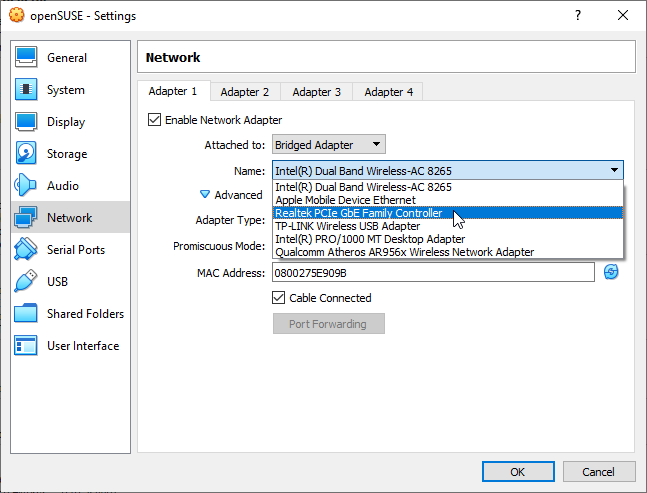 openSUSE - Settings
General
System
Display
Storage
Audio
Network
Serial Ports
USB
Shared Folders
User Interface
Network
Adapter 1 Adapter 2 Adapter 3 Adapter 4
Enable Network Adapter
Attached to: Bridged Adapter
Name: Intel(R) Dual Band Wireless-AC 8265
Intel(R) Dual Band Wireless-AC 8265
Advanced Apple Mobile Device Ethernet
Realtek PCIe GbE Family Controller
Adapter Type: TP-LINK Wireless USB Adapter
Promiscuous Mode: Intel(R) PRO/1000 MT Desktop Adapter
Qualcomm Atheros AR956x Wireless Network Adapter
MAC Address: 0800275E909B
Cable Connected
Port Forwarding
OK Cancel